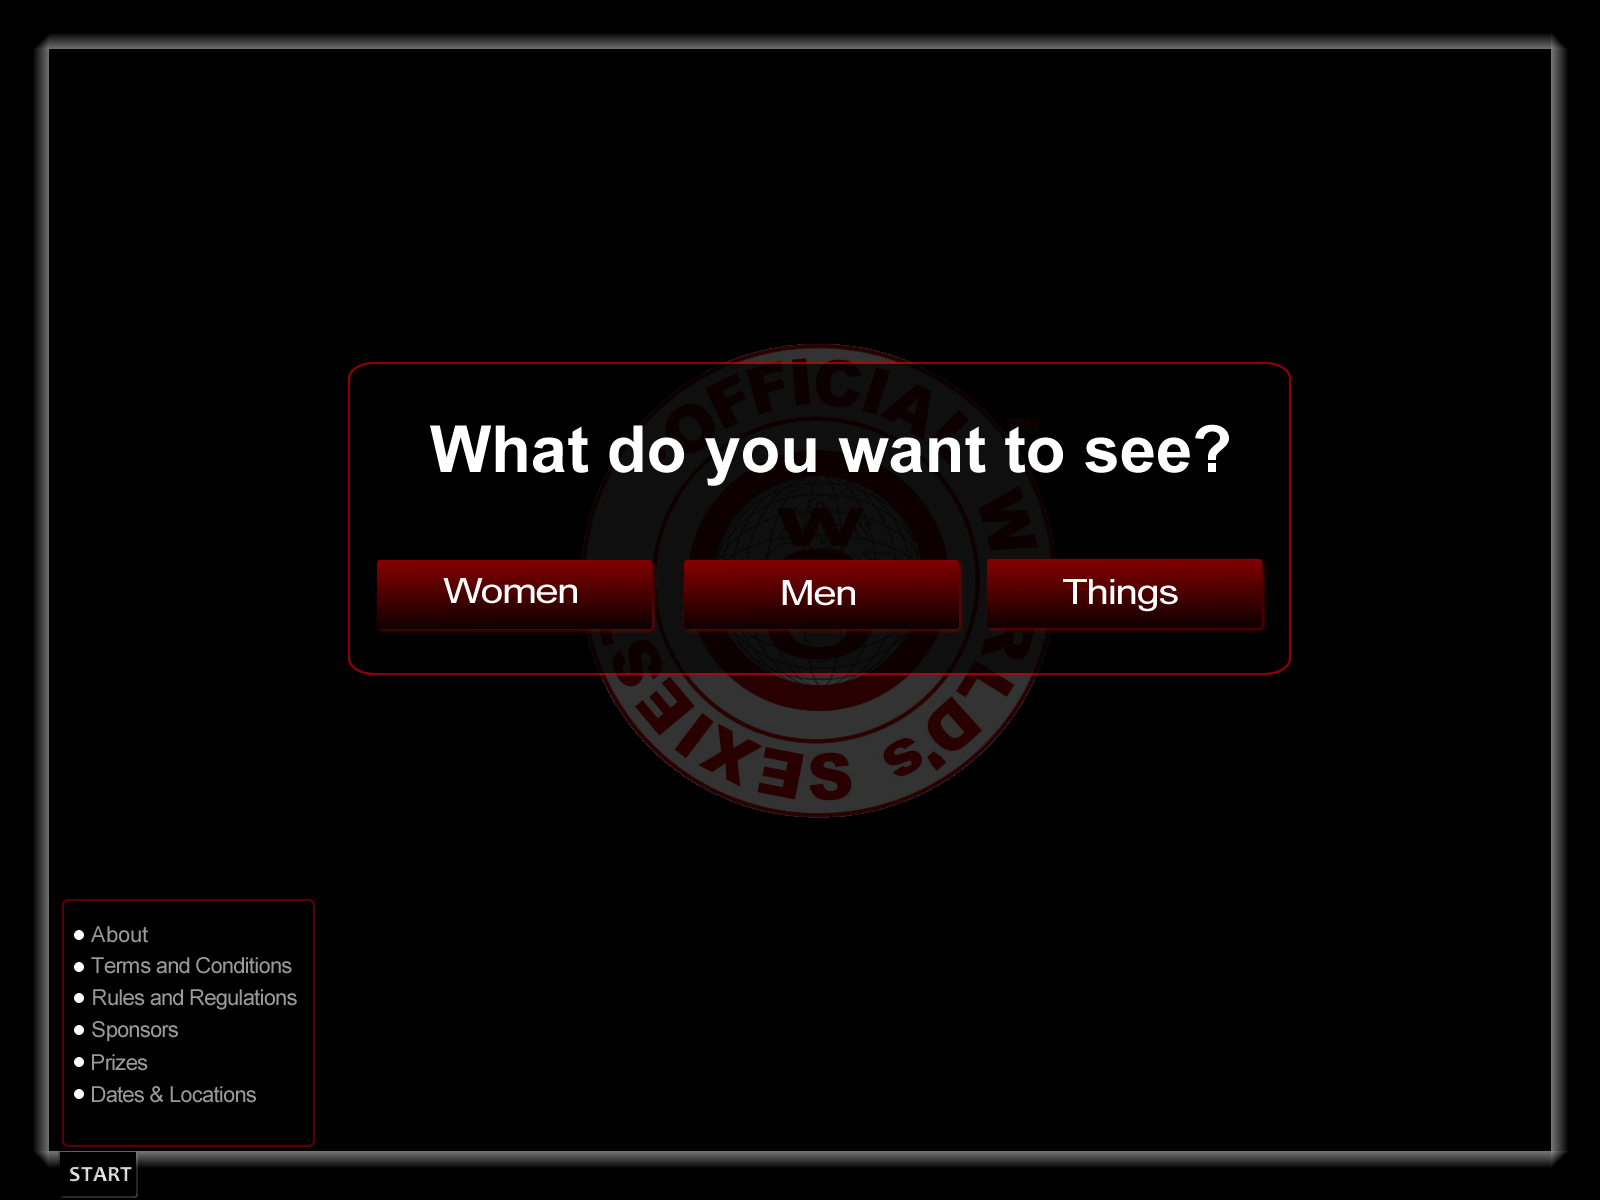 OFFICIAL WORLD's SEXIEST
What do you want to see?
W
Women
Men
Things
About
Terms and Conditions
Rules and Regulations
Sponsors
Prizes
Dates & Locations
START